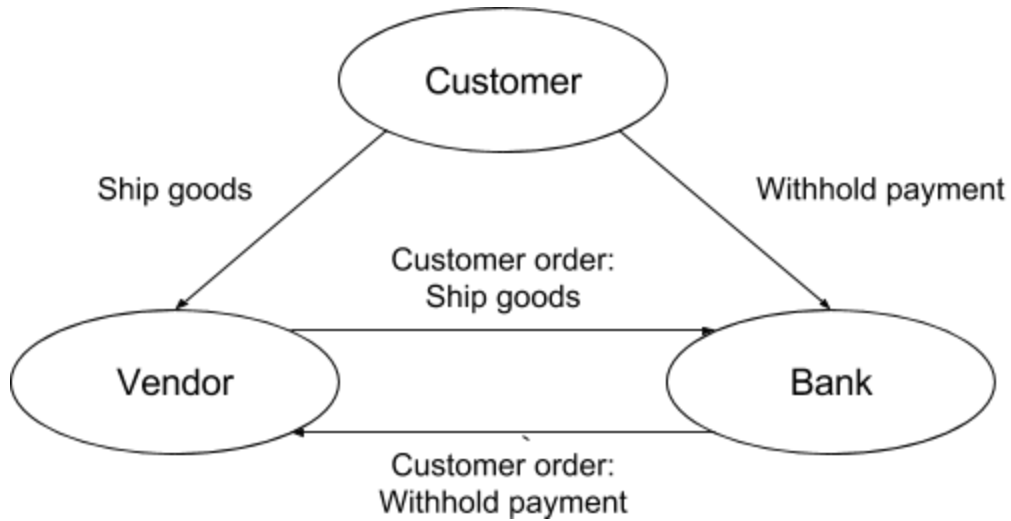 Customer
Ship goods
Withhold payment
Customer order:
Ship goods
Vendor
Bank
Customer order:
Withhold payment